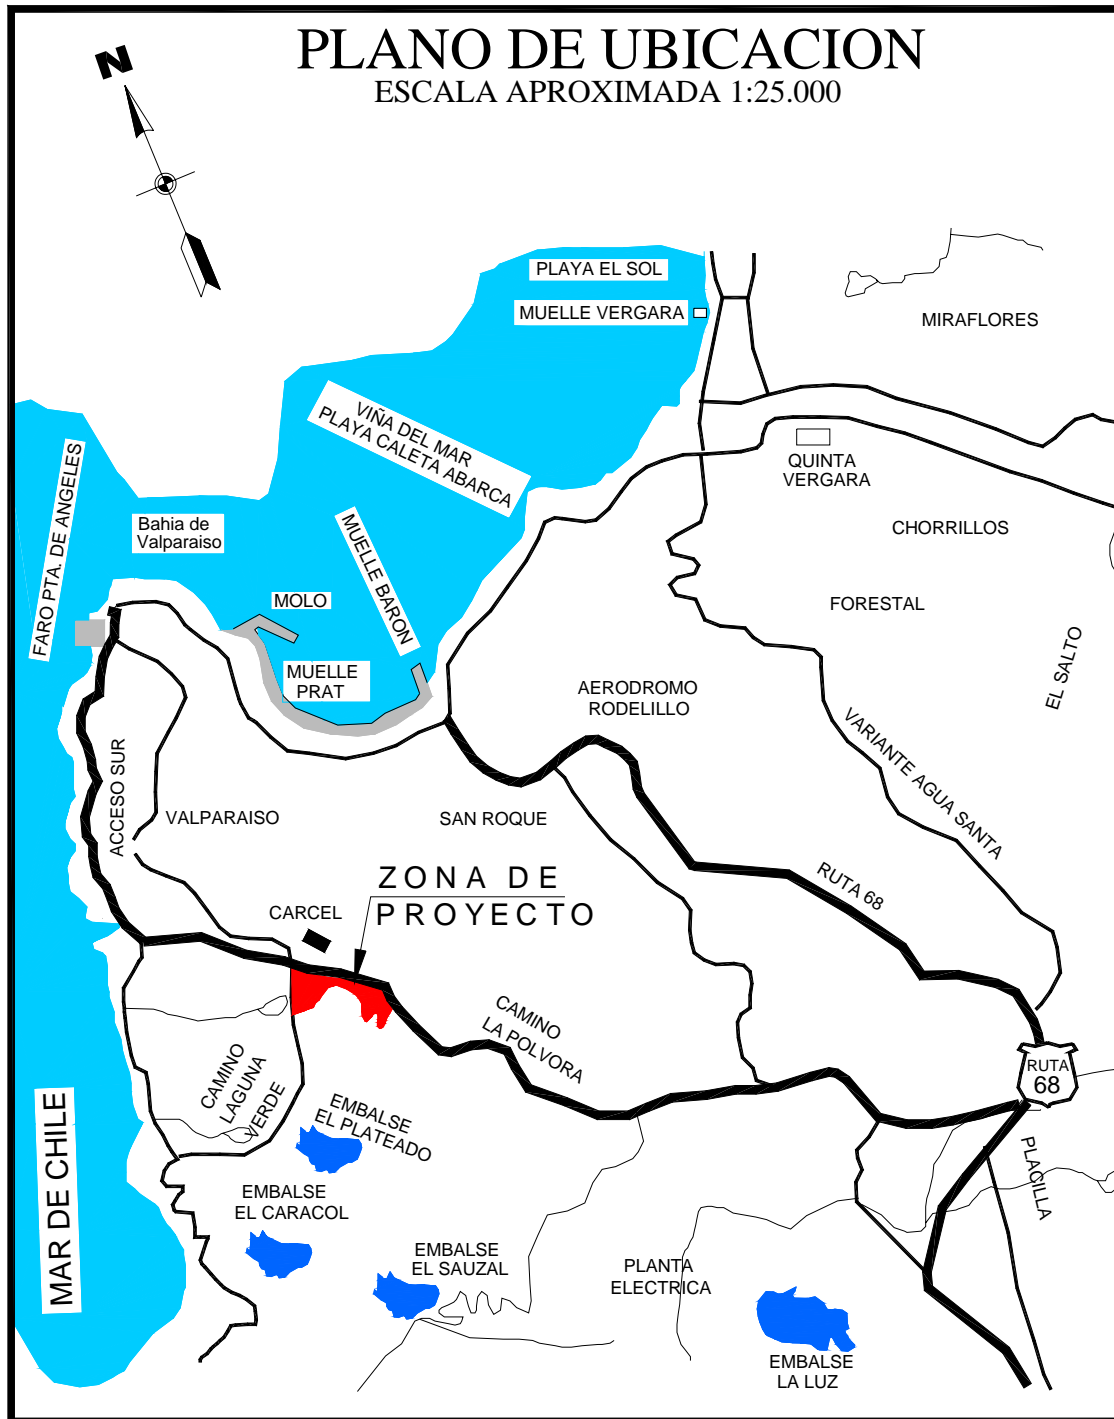 PLANO DE UBICACION
ESCALA APROXIMADA 1:25.000
N
PLAYA EL SOL
MUELLE VERGARA
MIRAFLORES
VIÑA DEL MAR
PLAYA CALETA ABARCA
QUINTA
VERGARA
FARO PTA. DE ANGELES
Bahia de
Valparaiso
MUELLE BARON
CHORRILLOS
MOLO
FORESTAL
MUELLE
PRAT
EL SALTO
AERODROMO
RODELILLO
ACCESO SUR
VALPARAISO
SAN ROQUE
VARIANTE AGUA SANTA
ZONA DE
PROYECTO
RUTA 68
CARCEL
CAMINO
LA POLVORA
CAMINO
LAGUNA
VERDE
RUTA
68
EMBALSE
EL PLATEADO
PLACILLA
MAR DE CHILE
EMBALSE
EL CARACOL
EMBALSE
EL SAUZAL
PLANTA
ELECTRICA
EMBALSE
LA LUZ